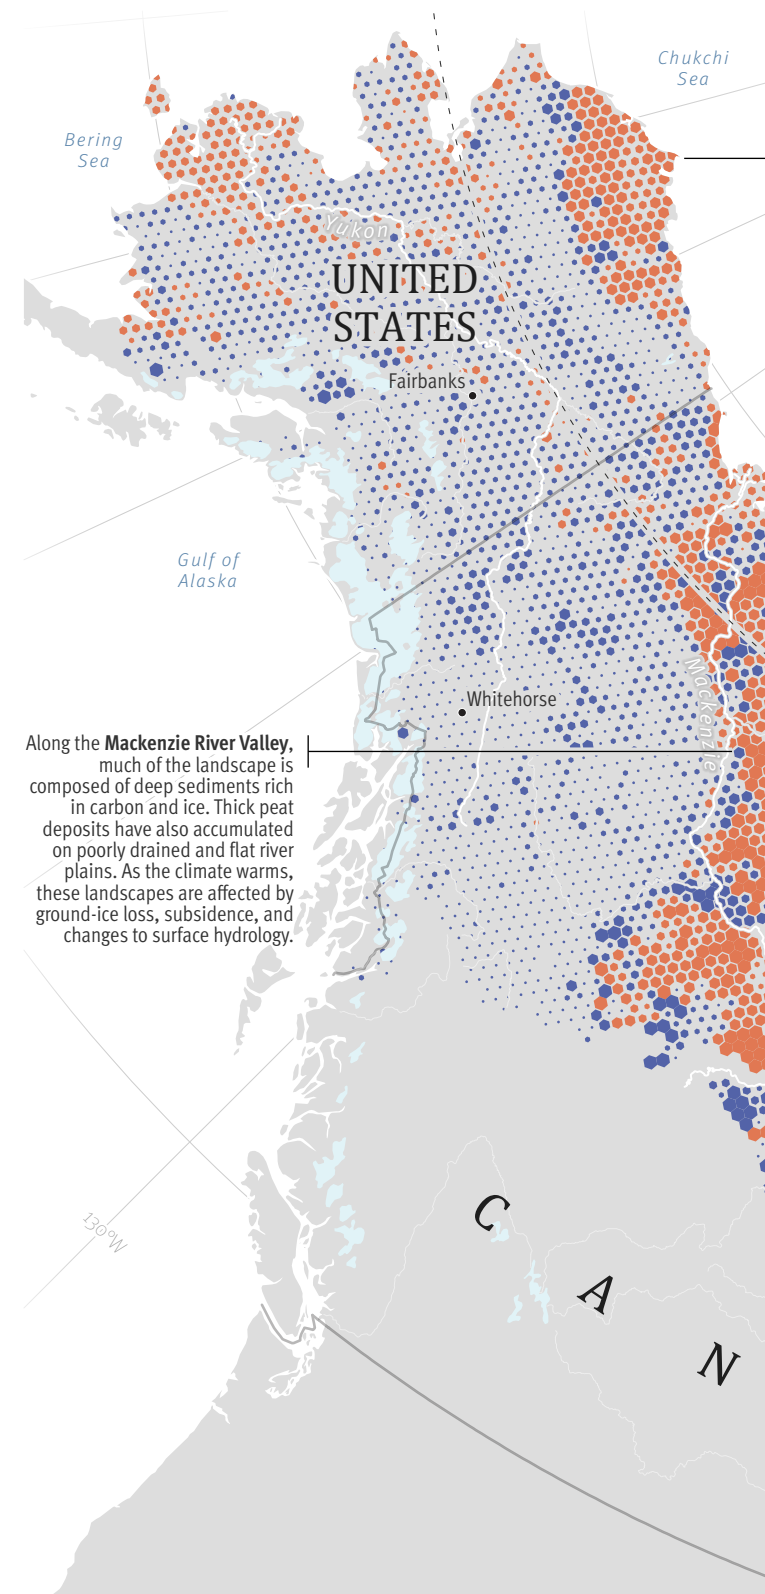 Chukchi
Sea
Bering
Sea
Yukon
UNITED
STATES
Fairbanks
Gulf of
Alaska
Mackenzie
Whitehorse
Along the Mackenzie River Valley,
much of the landscape is
composed of deep sediments rich
in carbon and ice. Thick peat
deposits have also accumulated
on poorly drained and flat river
plains. As the climate warms,
these landscapes are affected by
ground-ice loss, subsidence, and
changes to surface hydrology.
130°W
C
A
N